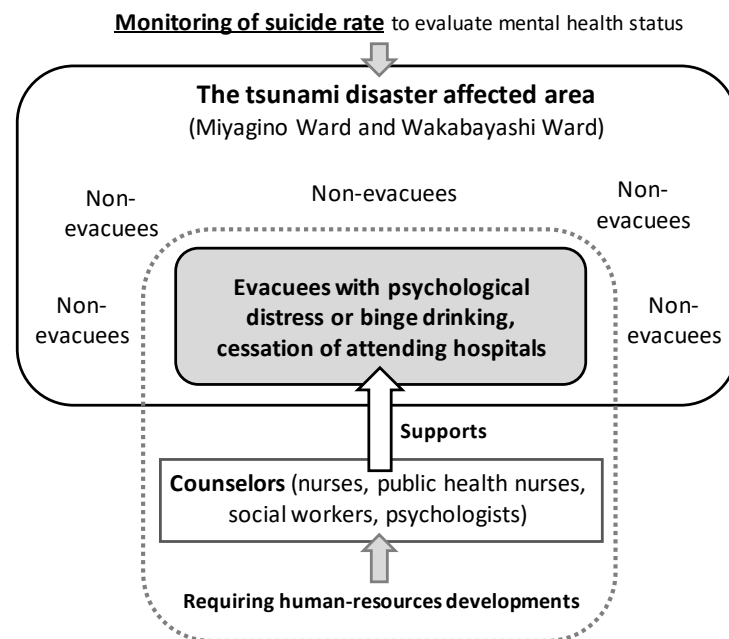 Monitoring of suicide rate to evaluate mental health status
The tsunami disaster affected area
(Miyagino Ward and Wakabayashi Ward)
Non-
evacuees
Non-evacuees
Non-
evacuees
Evacuees with psychological
distress or binge drinking,
cessation of attending hospitals
Non-
evacuees
Non-
evacuees
Supports
Counselors (nurses, public health nurses,
social workers, psychologists)
Requiring human-resources developments